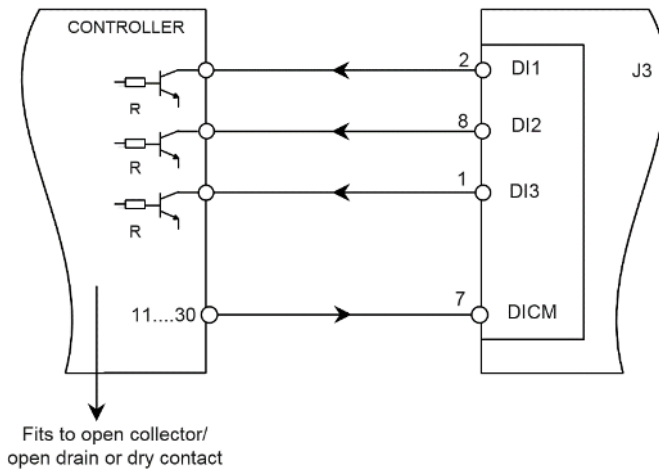 CONTROLLER
2 DI1 J3
R
8 DI2
R
1 DI3
R
11....30 7 DICM
Fits to open collector/
open drain or dry contact